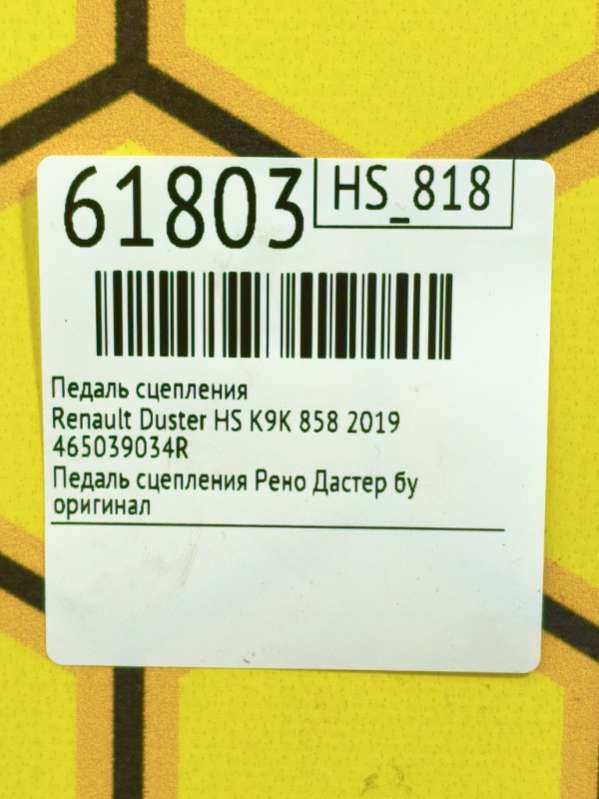 61803
HS_818
Педаль сцепления
Renault Duster HS K9K 858 2019
465039034R
Педаль сцепления Рено Дастер бу
оригинал